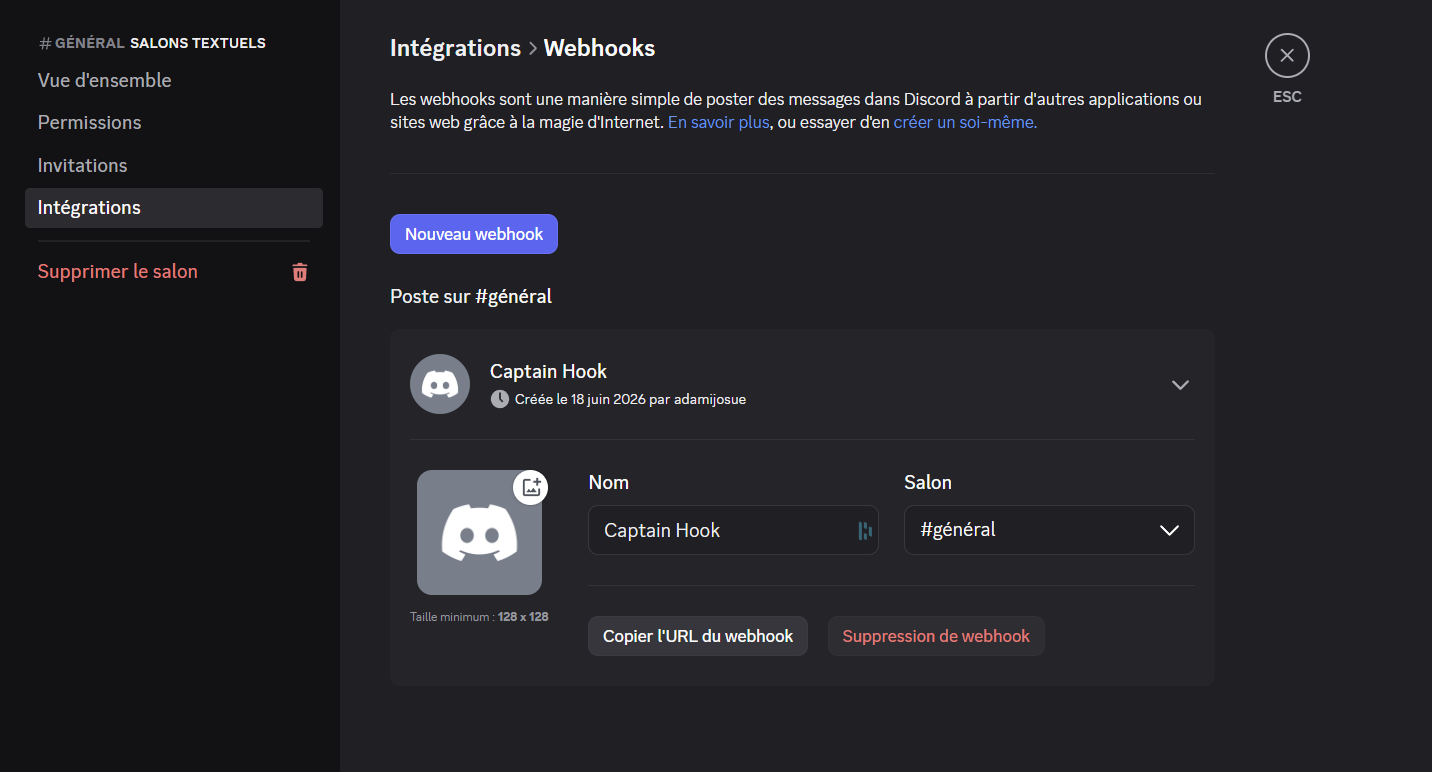 # GÉNÉRAL SALONS TEXTUELS
Vue d'ensemble
Permissions
Invitations
Intégrations
Supprimer le salon
Intégrations > Webhooks
ESC
Les webhooks sont une manière simple de poster des messages dans Discord à partir d'autres applications ou
sites web grâce à la magie d'Internet. En savoir plus, ou essayer d'en créer un soi-même.
Nouveau webhook
Poste sur #général
Captain Hook
Créée le 18 juin 2026 par adamijosue
Nom
Salon
Captain Hook
#général
Taille minimum : 128 x 128
Copier l'URL du webhook
Suppression de webhook